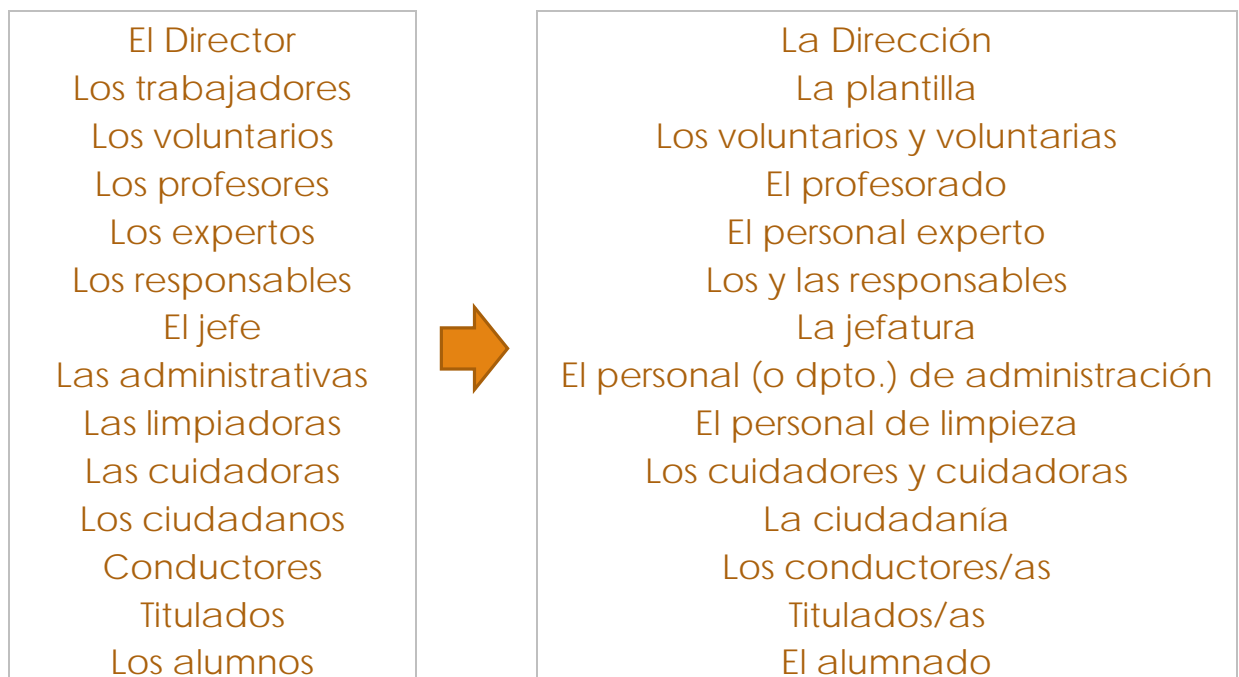 El Director
Los trabajadores
Los voluntarios
Los profesores
Los expertos
Los responsables
El jefe
Las administrativas
Las limpiadoras
Las cuidadoras
Los ciudadanos
Conductores
Titulados
Los alumnos
La Dirección
La plantilla
Los voluntarios y voluntarias
El profesorado
El personal experto
Los y las responsables
La jefatura
El personal (o dpto.) de administración
El personal de limpieza
Los cuidadores y cuidadoras
La ciudadanía
Los conductores/as
Titulados/as
El alumnado